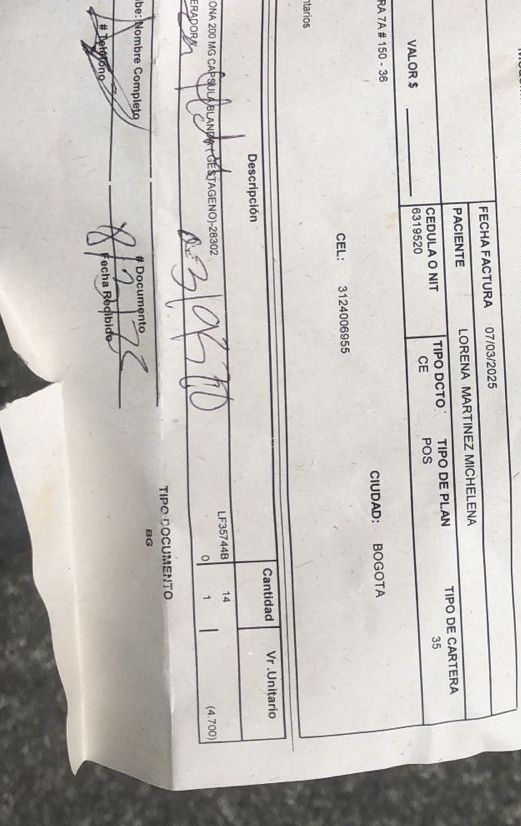 FECHA FACTURA 07/03/2025
PACIENTE LORENA MARTINEZ MICHELENA
CEDULA O NIT TIPO DCTO. TIPO DE PLAN TIPO DE CARTERA
6319520 CE POS 35
VALOR $
RA 7A # 150 - 36 CIUDAD: BOGOTA
CEL: 3124006955
Descripción Cantidad Vr .Unitario
ONA 200 MG CAPSULA BLANDA ( GESTAGENO)-28302 LF35744B 14
0 1 (4.700)
TIPO DOCUMENTO
BG
be: Nombre Completo # Documento
# Telefono Fecha Recibido